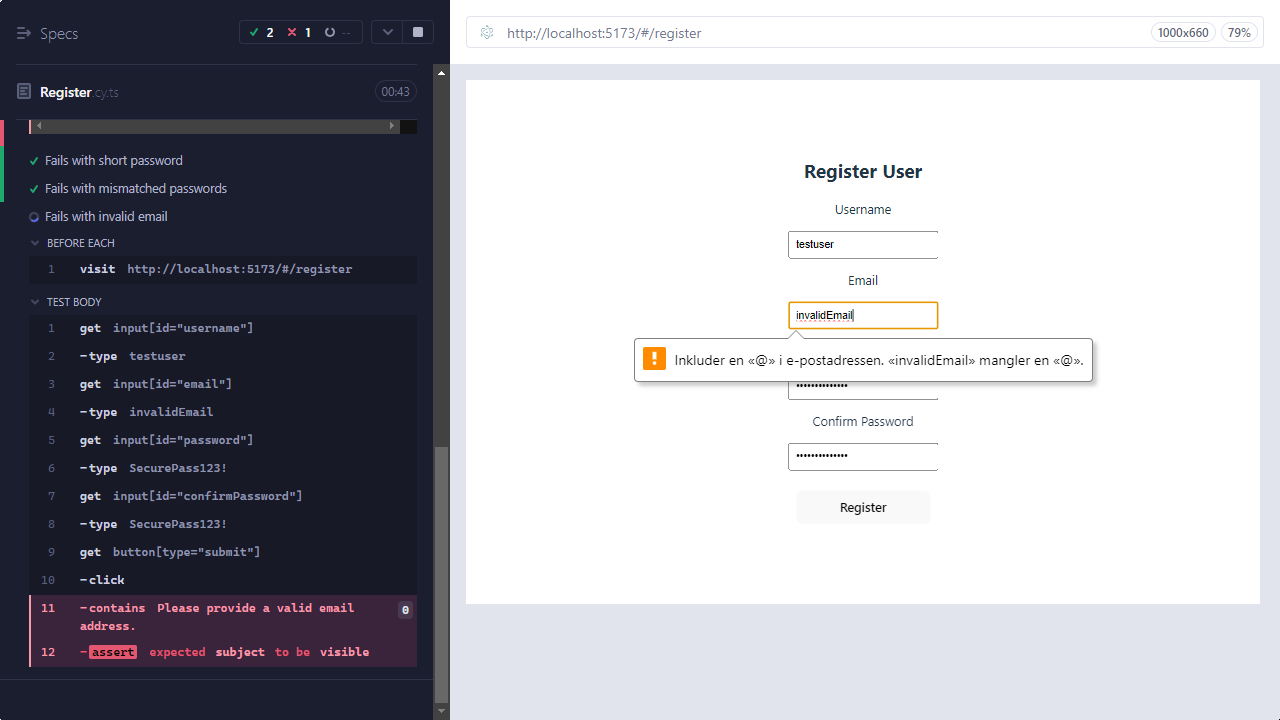 Specs
2
1
--
Register.cy.ts
00:43
Fails with short password
Fails with mismatched passwords
Fails with invalid email
BEFORE EACH
1 visit http://localhost:5173/#/register
TEST BODY
1 get input[id="username"]
2 -type testuser
3 get input[id="email"]
4 -type invalidEmail
5 get input[id="password"]
6 -type SecurePass123!
7 get input[id="confirmPassword"]
8 -type SecurePass123!
9 get button[type="submit"]
10 -click
11 -contains Please provide a valid email
address.
0
12 -assert expected subject to be visible
http://localhost:5173/#/register
1000x660
79%
Register User
Username
testuser
Email
invalidEmail
Inkluder en «@» i e-postadressen. «invalidEmail» mangler en «@».
••••••••••••••
Confirm Password
••••••••••••••
Register